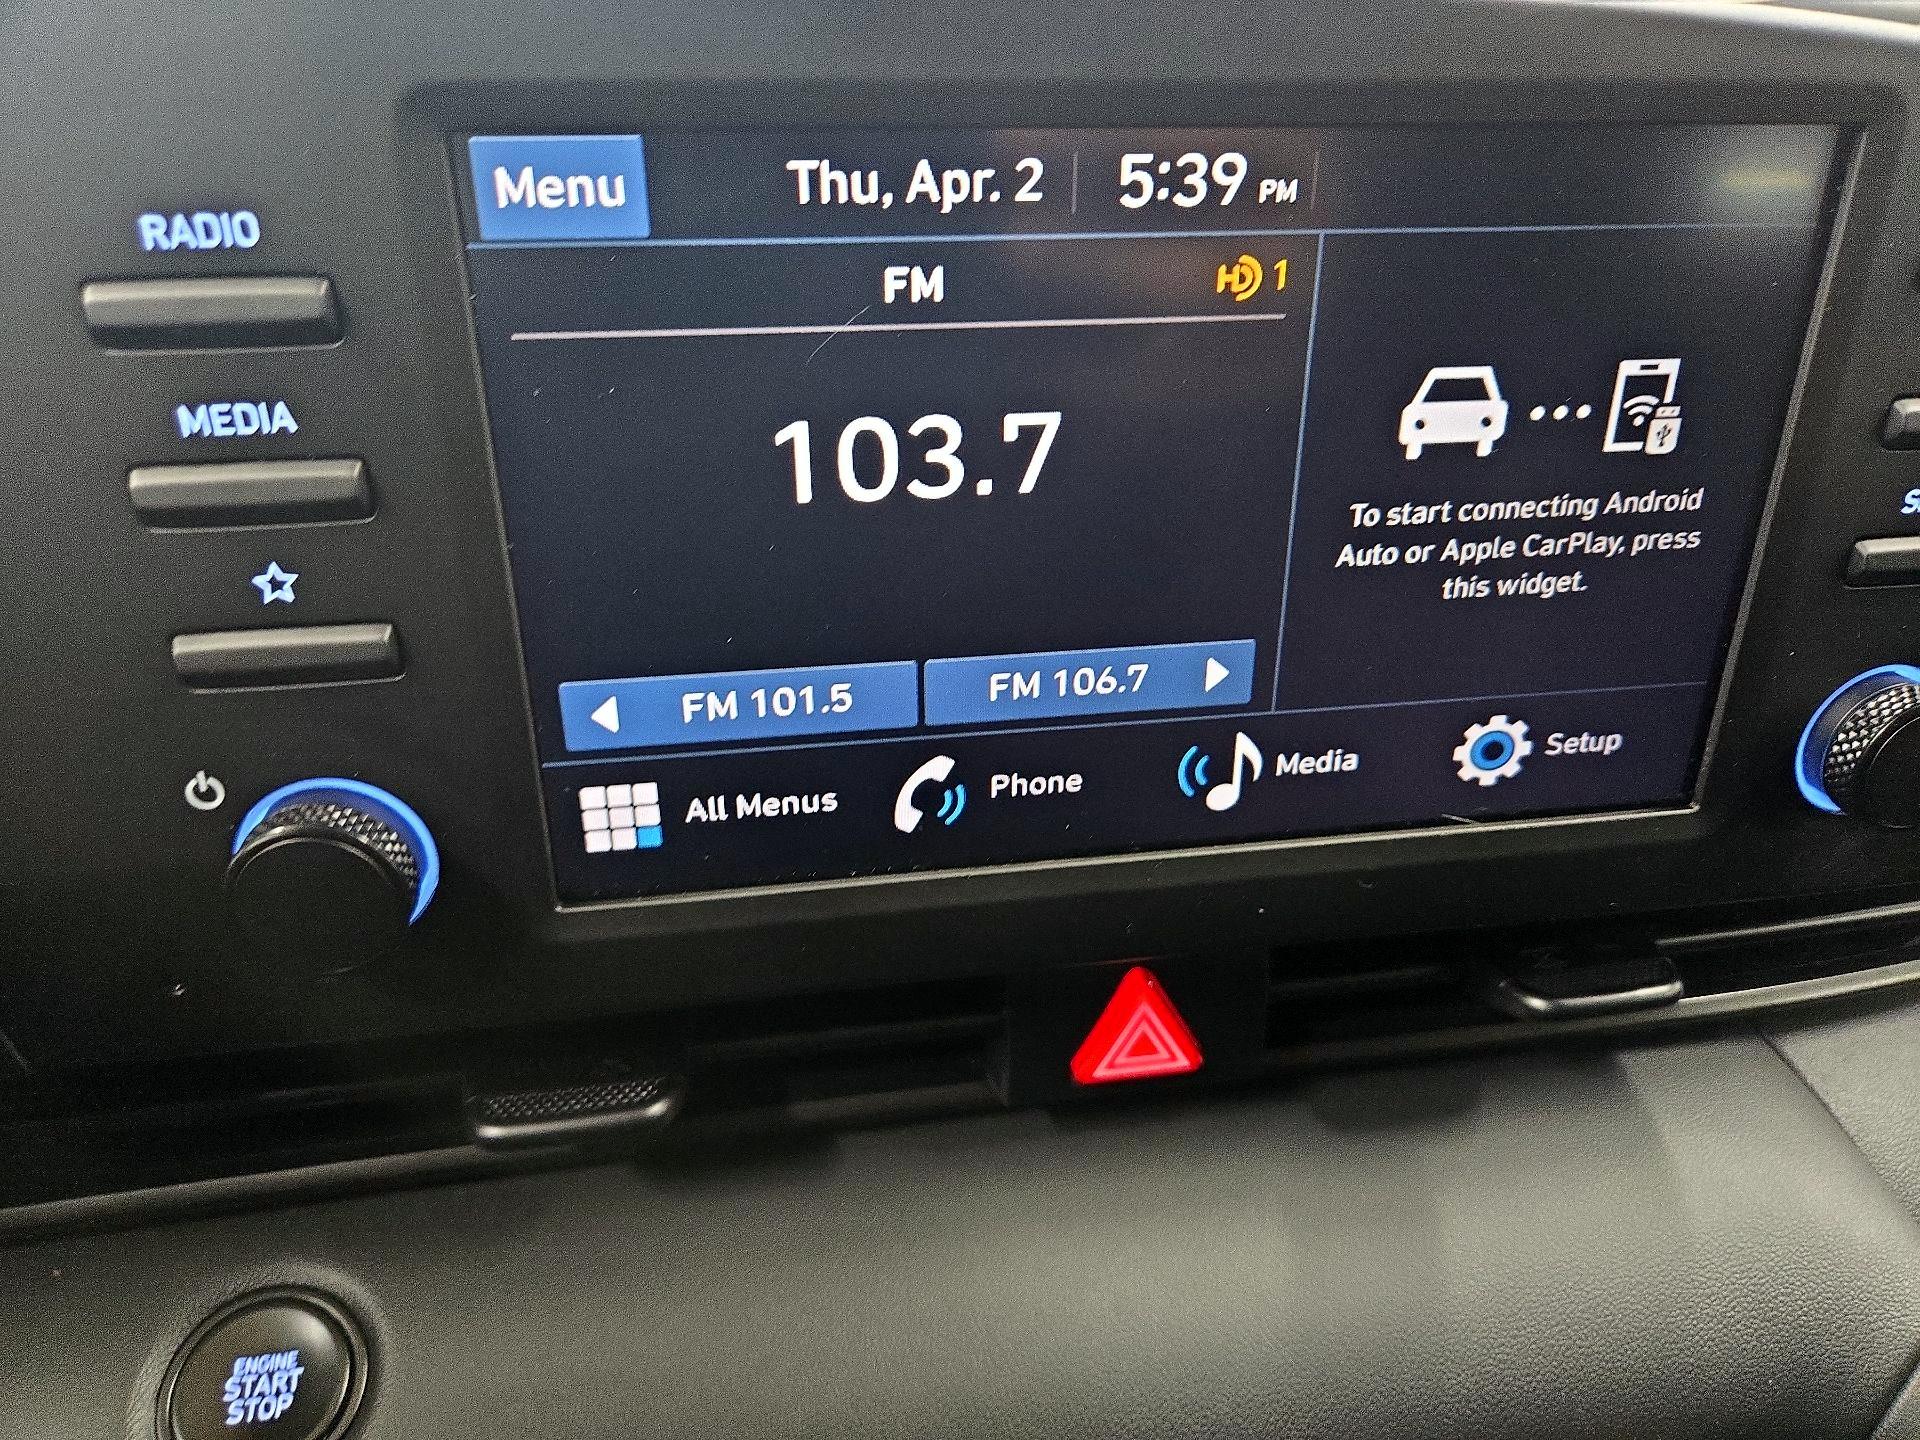 RADIO
MEDIA
Menu
Thu, Apr. 2
5:39 PM
FM
HD 1
103.7
To start connecting Android
Auto or Apple CarPlay, press
this widget.
FM 101.5
FM 106.7
All Menus
Phone
Media
Setup
ENGINE
START
STOP